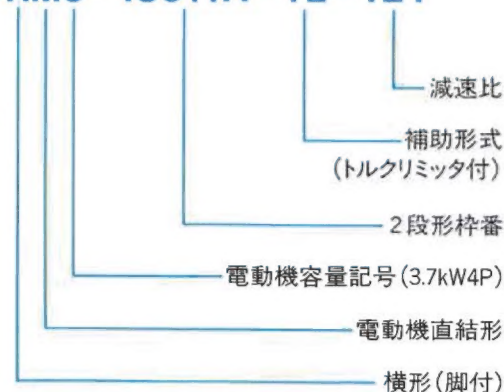 減速比
補助形式
(トルクリミッタ付)
2段形枠番
電動機容量記号(3.7kW4P)
電動機直結形
横形(脚付)